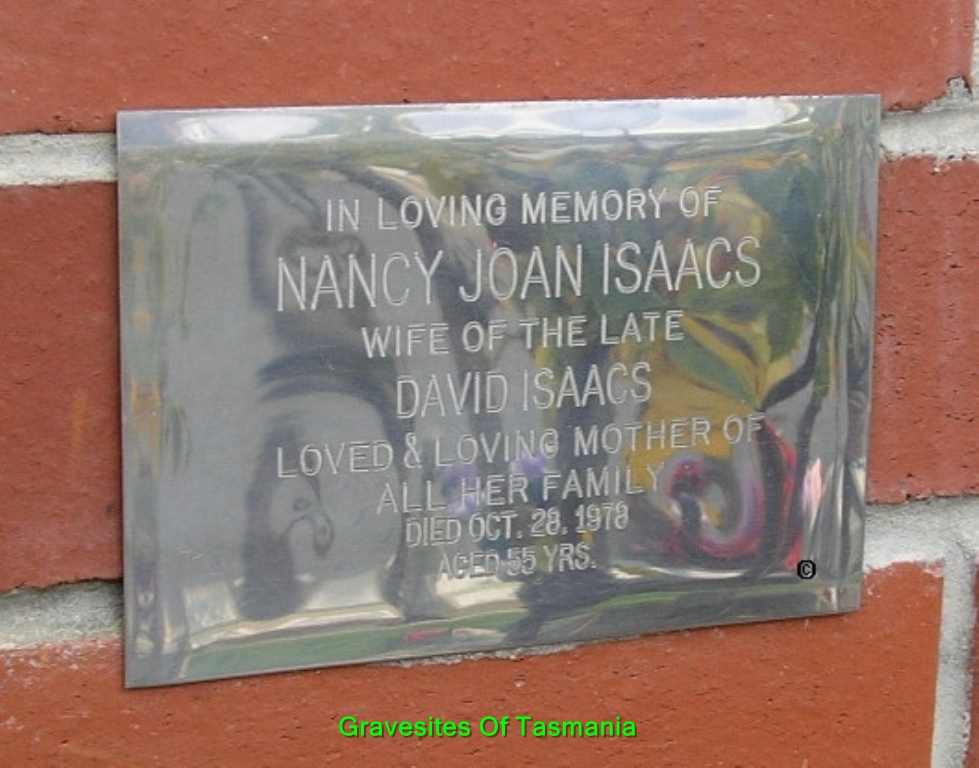 IN LOVING MEMORY OF
NANCY JOAN ISAACS
WIFE OF THE LATE
DAVID ISAACS
LOVED & LOVING MOTHER OF
ALL HER FAMILY
DIED OCT. 28. 1978
AGED 55 YRS.
©
Gravesites Of Tasmania